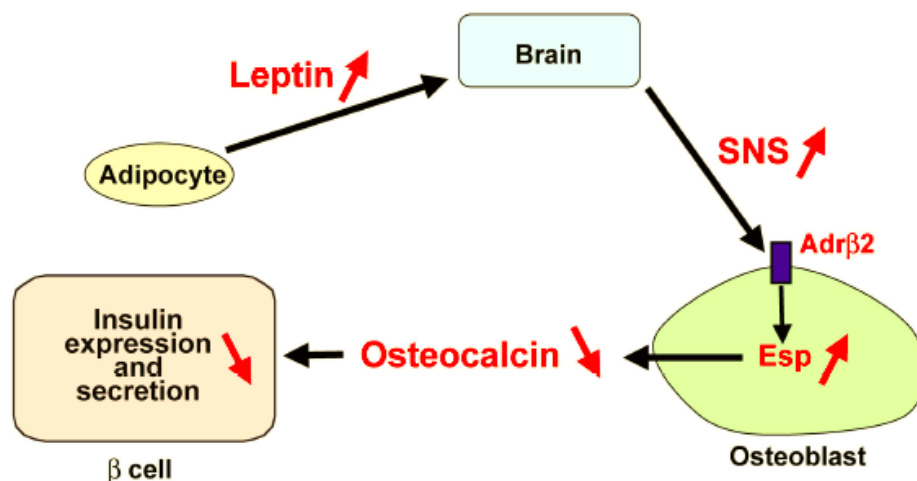 Brain
Leptin
SNS
Adipocyte
Adrβ2
Insulin
expression
and
secretion
Osteocalcin
Esp
Osteoblast
β cell